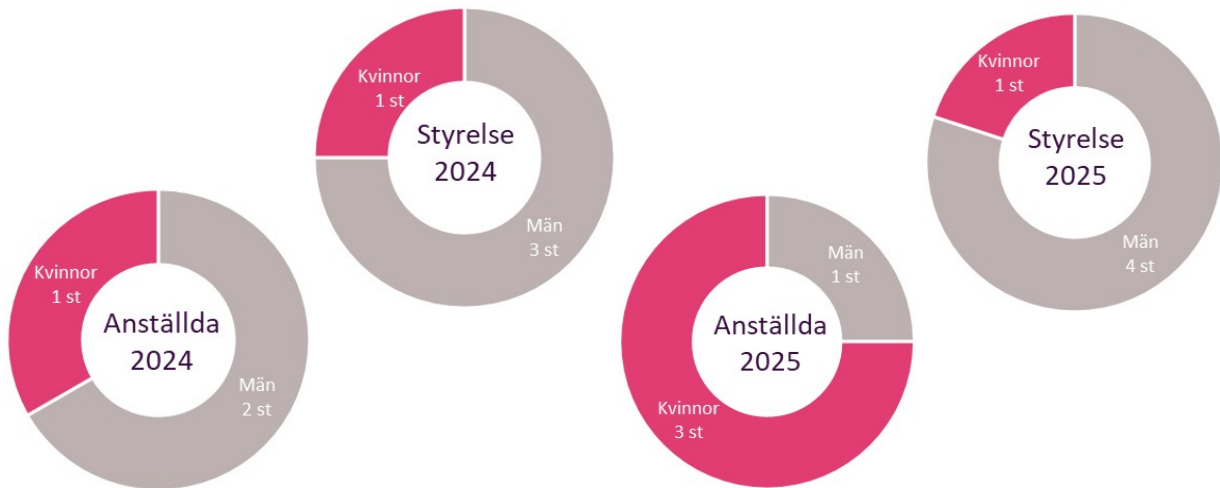 Kvinnor
1 st
Styrelse
2024
Män
3 st
Kvinnor
1 st
Anställda
2024
Män
2 st
Kvinnor
1 st
Styrelse
2025
Män
4 st
Män
1 st
Anställda
2025
Kvinnor
3 st